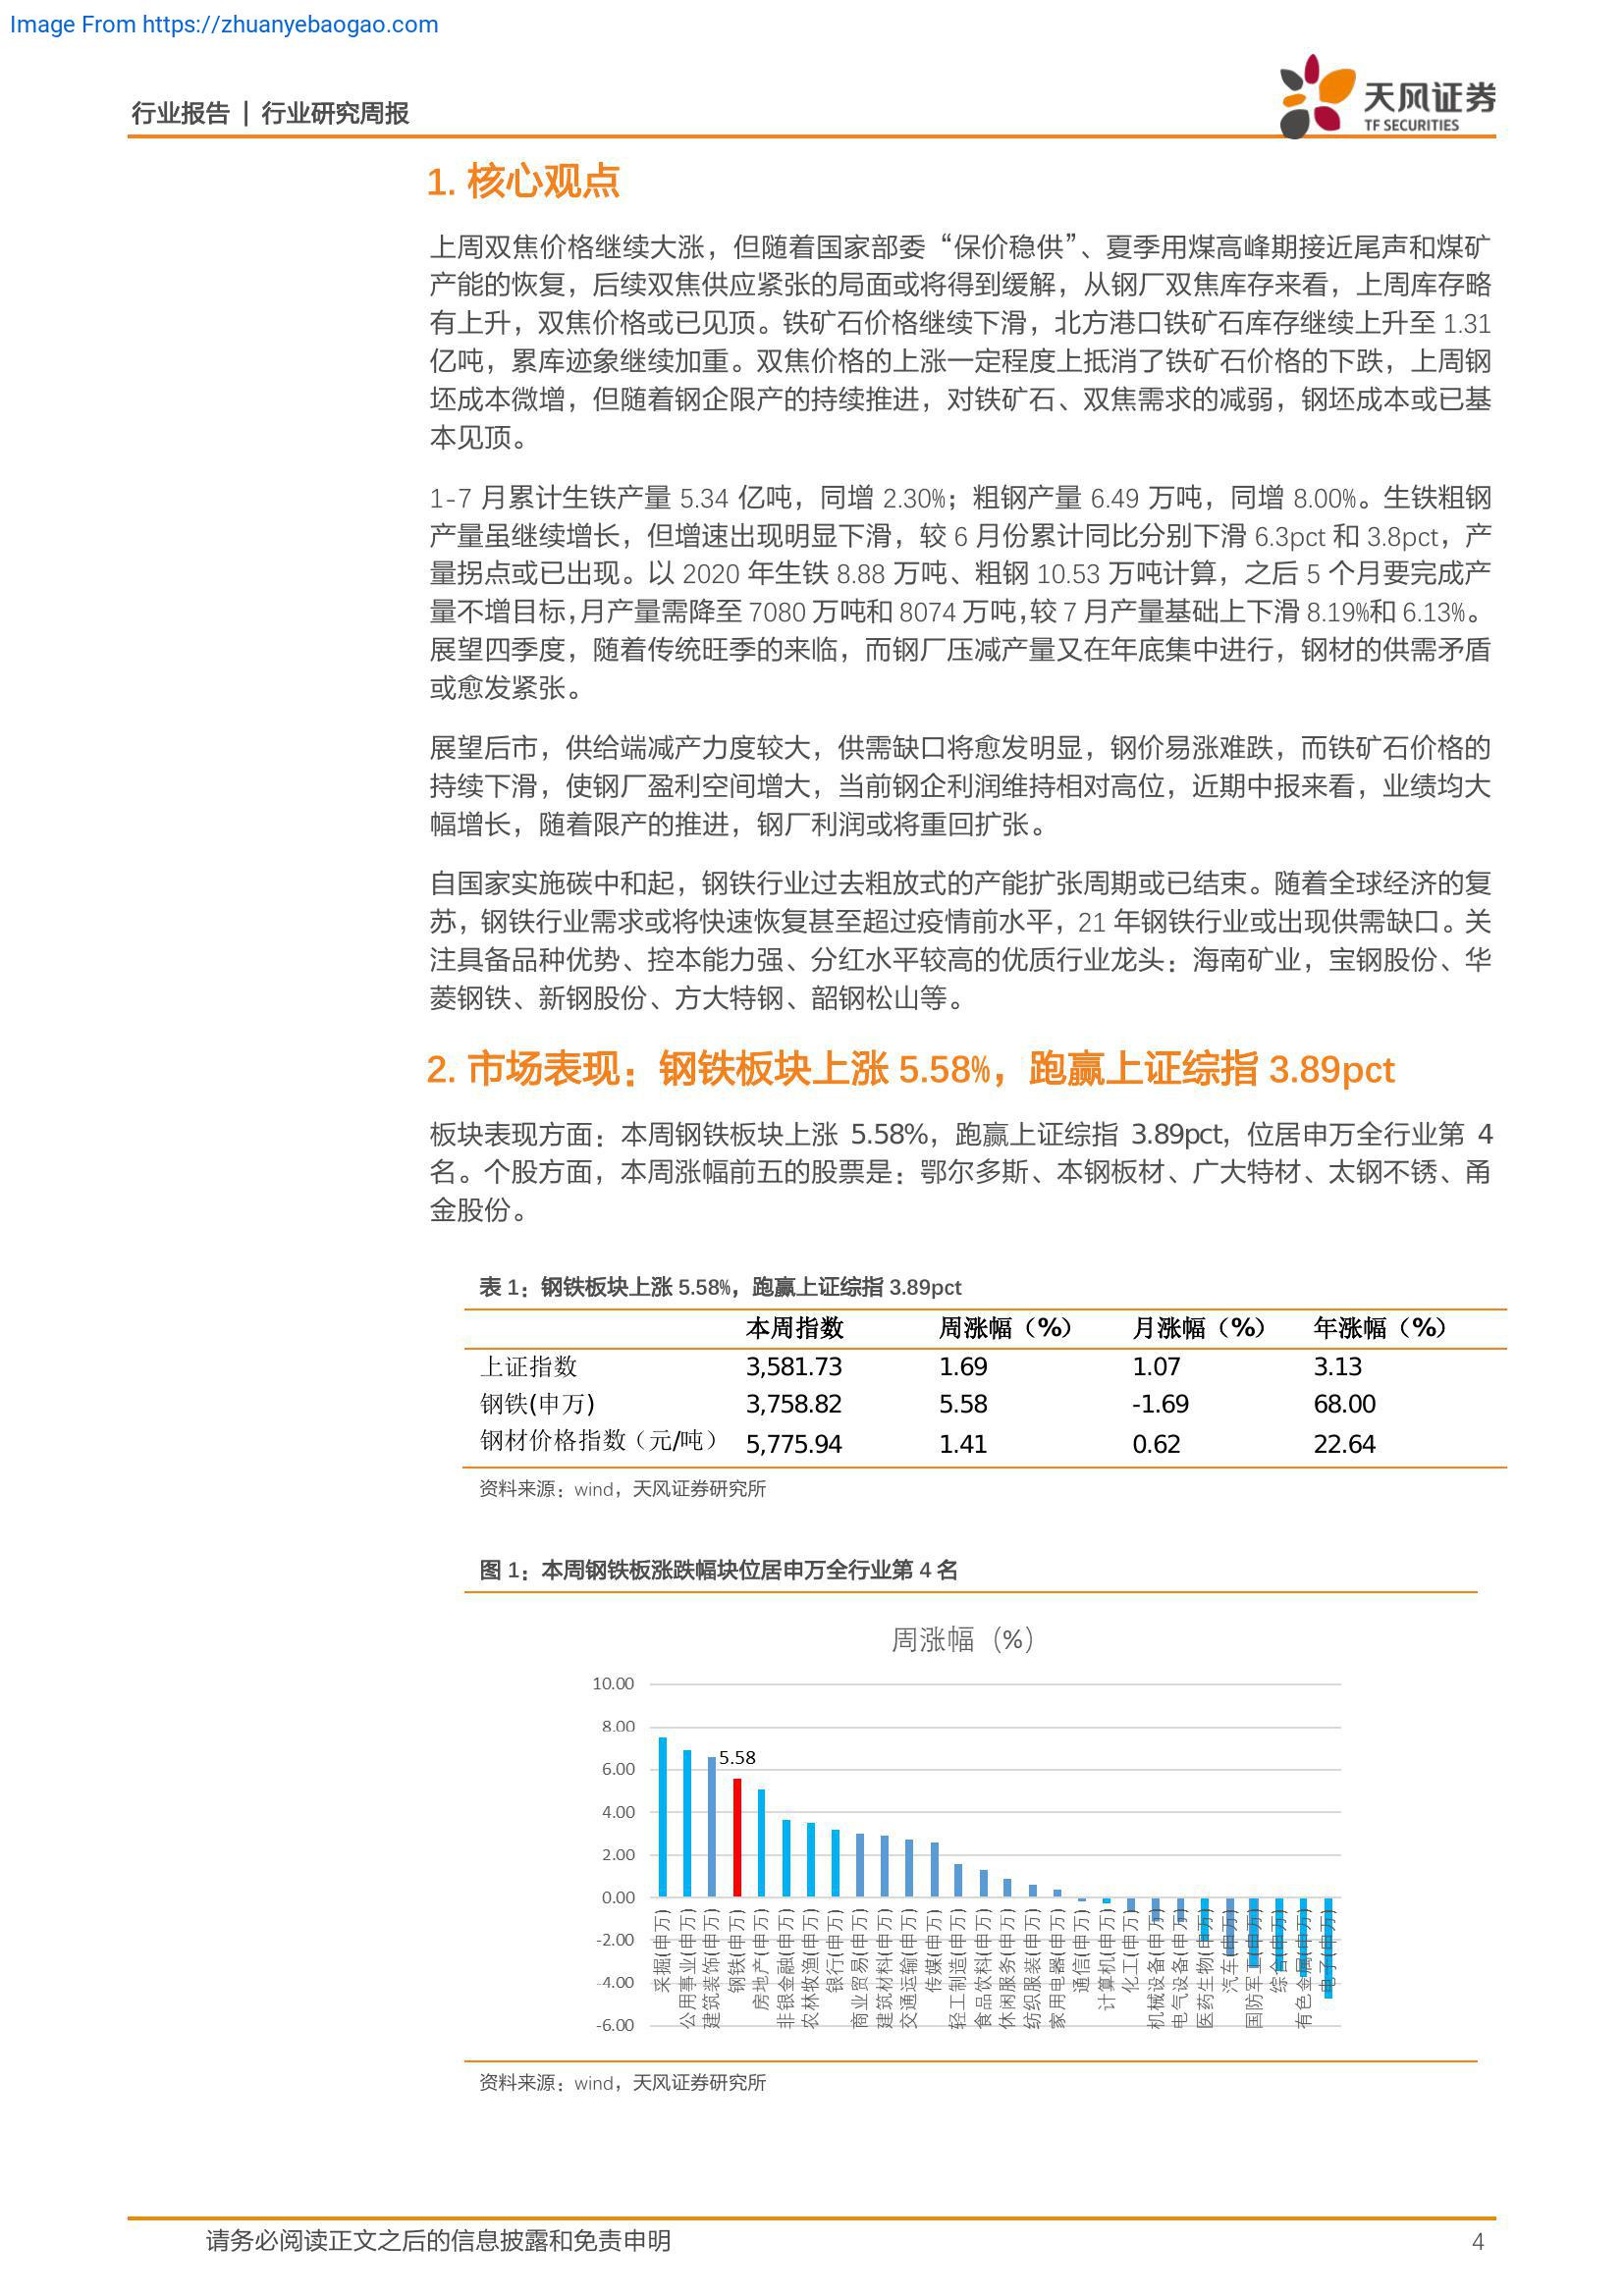 Image From https://zhuanyebaogao.com
行业报告 | 行业研究周报
天风证券
TF SECURITIES
1. 核心观点
上周双焦价格继续大涨，但随着国家部委“保价稳供”、夏季用煤高峰期接近尾声和煤矿
产能的恢复，后续双焦供应紧张的局面或将得到缓解，从钢厂双焦库存来看，上周库存略
有上升，双焦价格或已见顶。铁矿石价格继续下滑，北方港口铁矿石库存继续上升至 1.31
亿吨，累库迹象继续加重。双焦价格的上涨一定程度上抵消了铁矿石价格的下跌，上周钢
坯成本微增，但随着钢企限产的持续推进，对铁矿石、双焦需求的减弱，钢坯成本或已基
本见顶。
1-7 月累计生铁产量 5.34 亿吨，同增 2.30%；粗钢产量 6.49 万吨，同增 8.00%。生铁粗钢
产量虽继续增长，但增速出现明显下滑，较 6 月份累计同比分别下滑 6.3pct 和 3.8pct，产
量拐点或已出现。以 2020 年生铁 8.88 万吨、粗钢 10.53 万吨计算，之后 5 个月要完成产
量不增目标，月产量需降至 7080 万吨和 8074 万吨，较 7 月产量基础上下滑 8.19%和 6.13%。
展望四季度，随着传统旺季的来临，而钢厂压减产量又在年底集中进行，钢材的供需矛盾
或愈发紧张。
展望后市，供给端减产力度较大，供需缺口将愈发明显，钢价易涨难跌，而铁矿石价格的
持续下滑，使钢厂盈利空间增大，当前钢企利润维持相对高位，近期中报来看，业绩均大
幅增长，随着限产的推进，钢厂利润或将重回扩张。
自国家实施碳中和起，钢铁行业过去粗放式的产能扩张周期或已结束。随着全球经济的复
苏，钢铁行业需求或将快速恢复甚至超过疫情前水平，21 年钢铁行业或出现供需缺口。关
注具备品种优势、控本能力强、分红水平较高的优质行业龙头：海南矿业，宝钢股份、华
菱钢铁、新钢股份、方大特钢、韶钢松山等。
2. 市场表现：钢铁板块上涨 5.58%，跑赢上证综指 3.89pct
板块表现方面：本周钢铁板块上涨 5.58%，跑赢上证综指 3.89pct，位居申万全行业第 4
名。个股方面，本周涨幅前五的股票是：鄂尔多斯、本钢板材、广大特材、太钢不锈、甬
金股份。
表 1：钢铁板块上涨 5.58%，跑赢上证综指 3.89pct
本周指数 周涨幅（%） 月涨幅（%） 年涨幅（%）
上证指数 3,581.73 1.69 1.07 3.13
钢铁(申万) 3,758.82 5.58 -1.69 68.00
钢材价格指数（元/吨） 5,775.94 1.41 0.62 22.64
资料来源：wind，天风证券研究所
图 1：本周钢铁板涨跌幅块位居申万全行业第 4 名
周涨幅（%）
10.00
8.00
6.00
4.00
2.00
0.00
-2.00
-4.00
-6.00
5.58
采掘(申万)
公用事业(申万)
建筑装饰(申万)
钢铁(申万)
房地产(申万)
非银金融(申万)
农林牧渔(申万)
银行(申万)
商业贸易(申万)
建筑材料(申万)
交通运输(申万)
传媒(申万)
轻工制造(申万)
食品饮料(申万)
休闲服务(申万)
纺织服装(申万)
家用电器(申万)
通信(申万)
计算机(申万)
化工(申万)
机械设备(申万)
电气设备(申万)
医药生物(申万)
汽车(申万)
国防军工(申万)
综合(申万)
有色金属(申万)
电子(申万)
资料来源：wind，天风证券研究所
请务必阅读正文之后的信息披露和免责申明
4